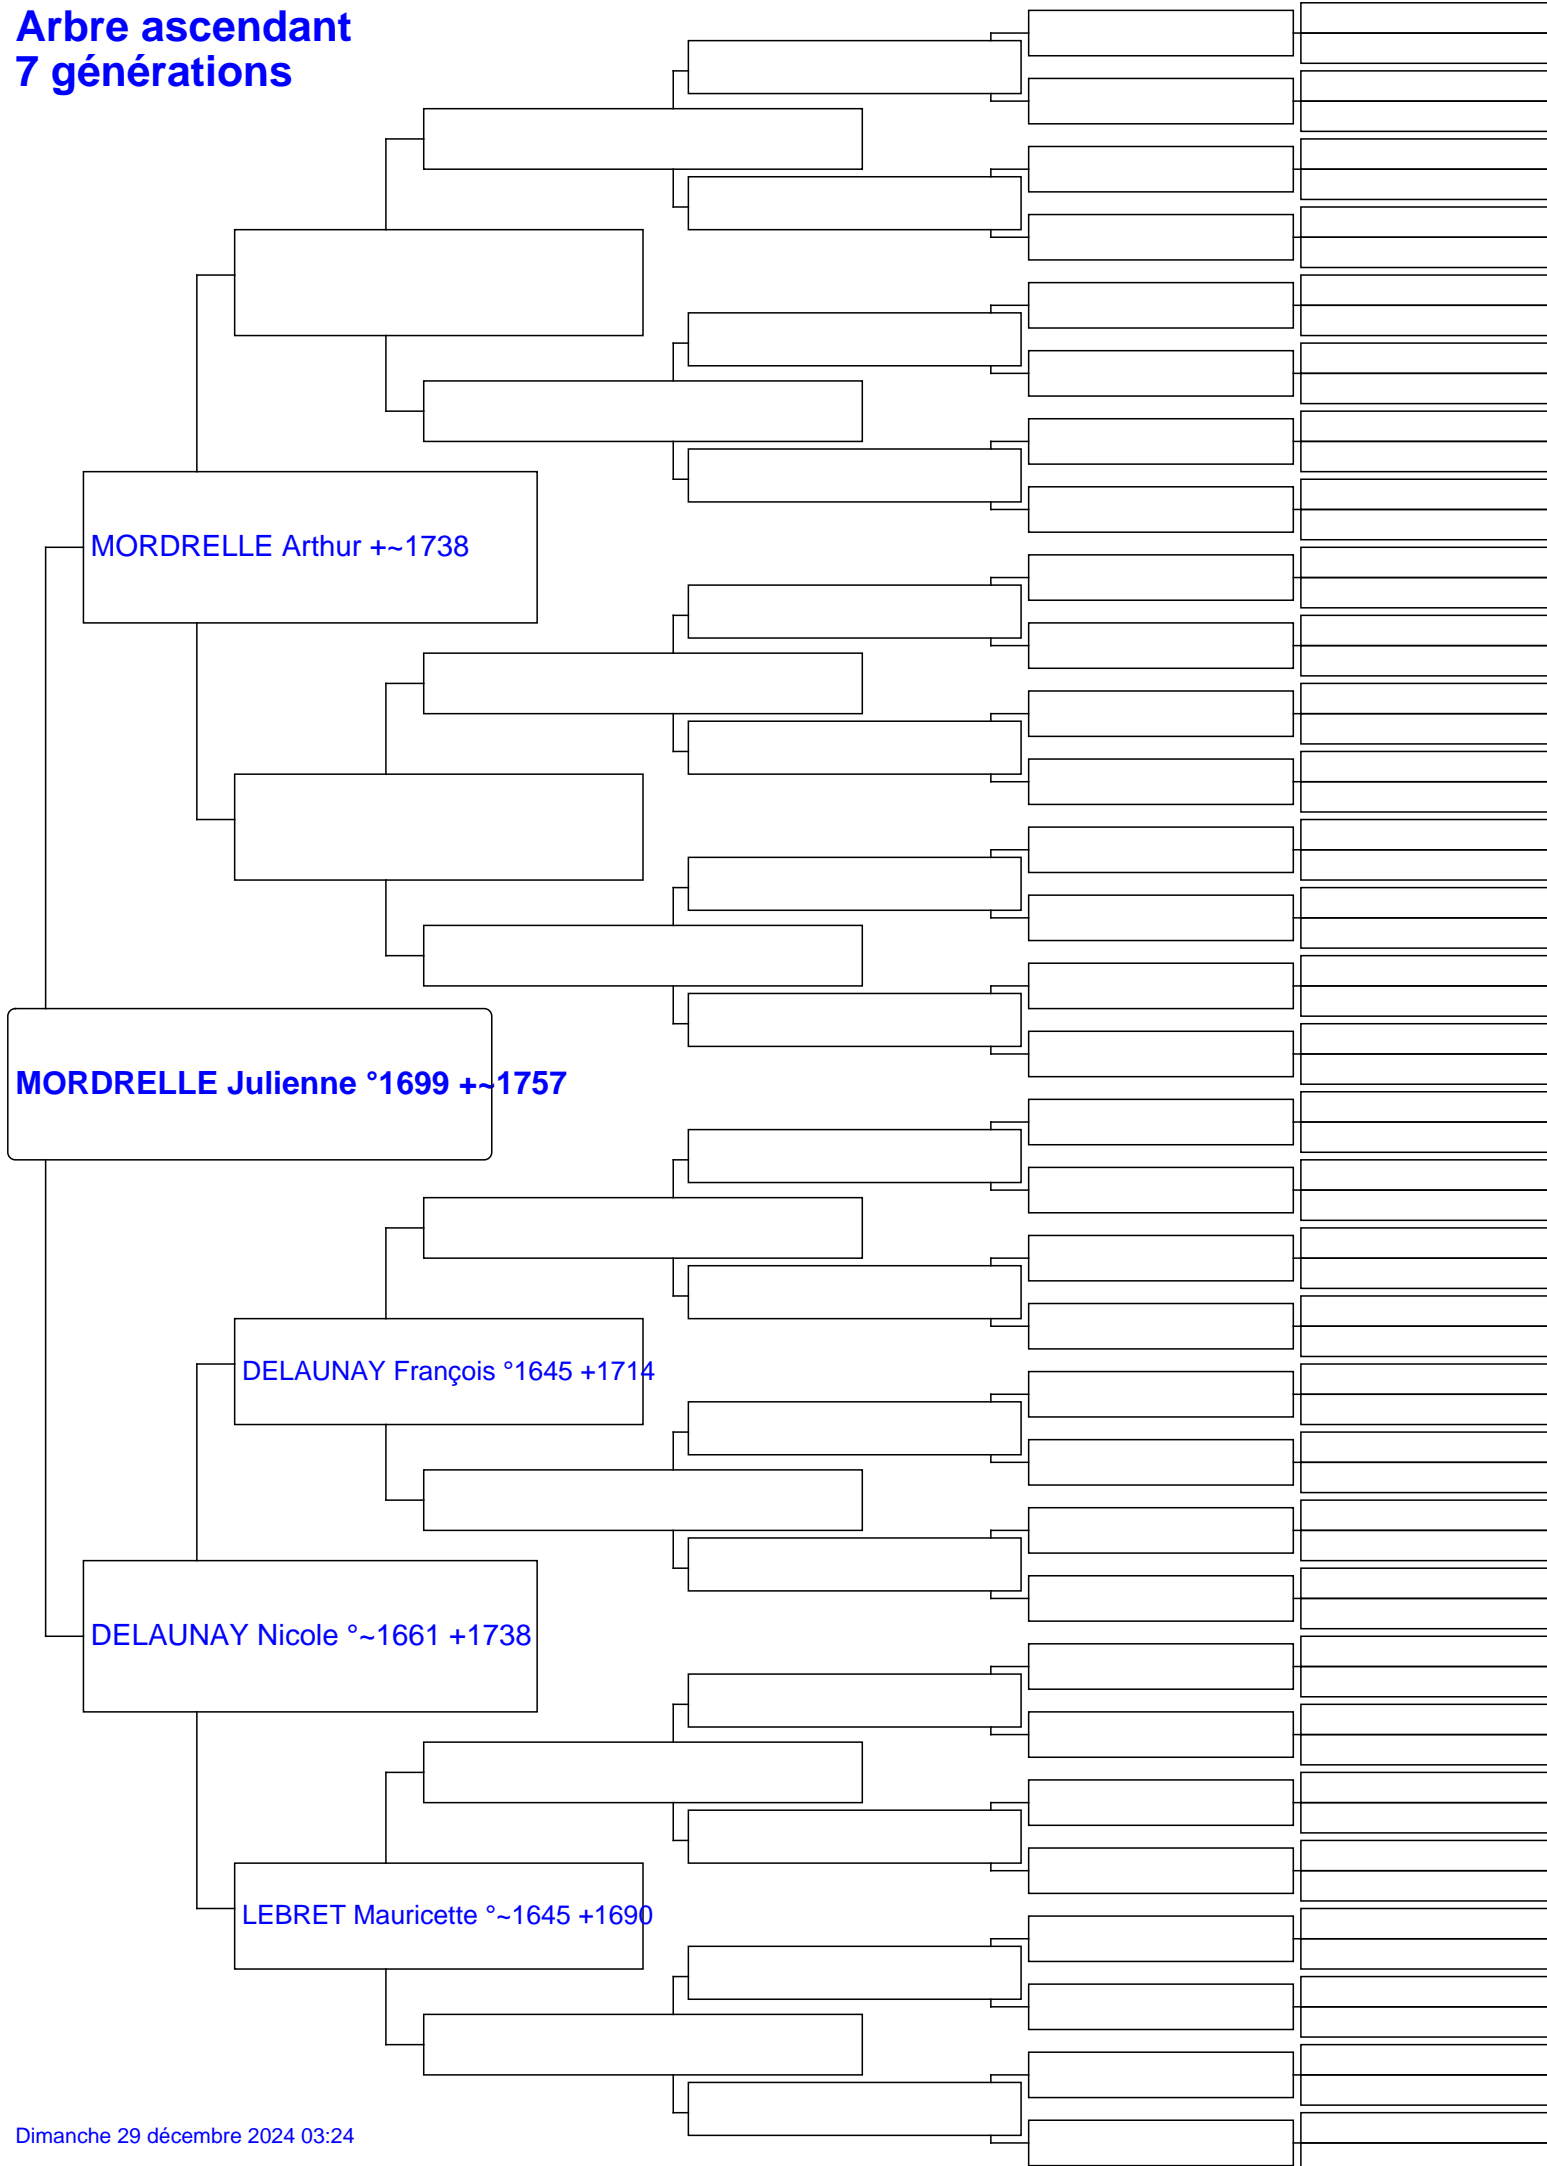 Arbre ascendant
7 générations
MORDRELLE Arthur +~1738
MORDRELLE Julienne °1699 +~1757
DELAUNAY François °1645 +1714
DELAUNAY Nicole °~1661 +1738
LEBRET Mauricette °~1645 +1690
Dimanche 29 décembre 2024 03:24